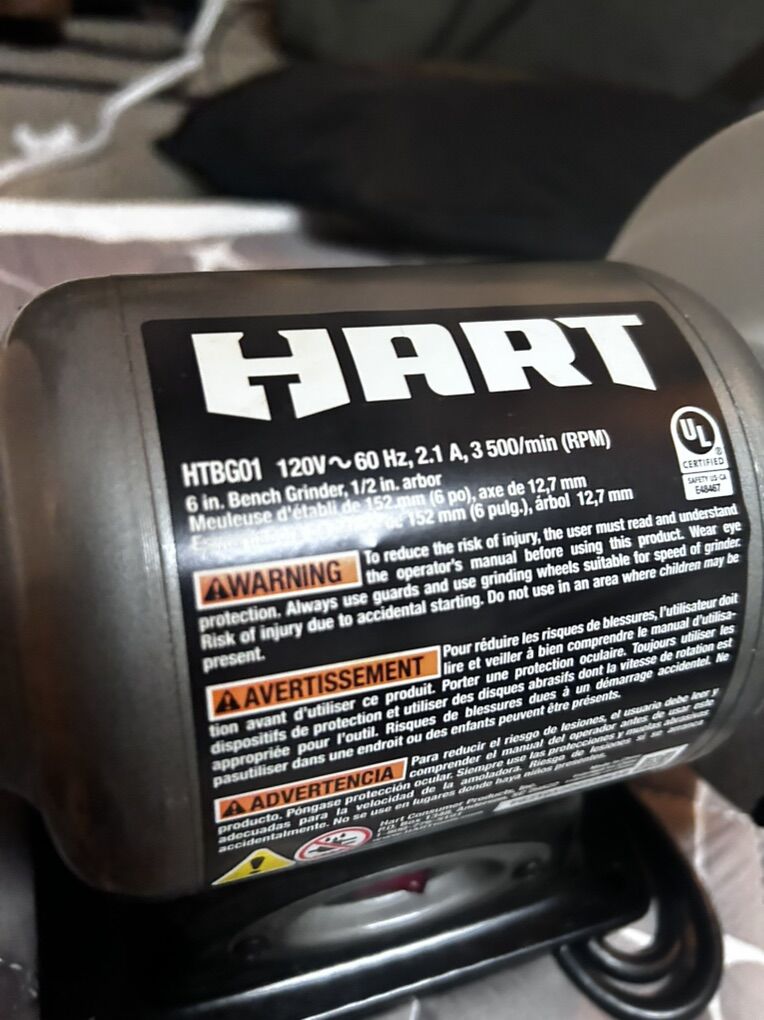 HART
HTBG01 120V～60 Hz, 2.1 A, 3 500/min (RPM)
6 in. Bench Grinder, 1/2 in. arbor
Meuleuse d'établi de 152 mm (6 po), axe de 12,7 mm
de 152 mm (6 pulg.), árbol 12,7 mm
UL
®
CERTIFIED
SAFETY US-CA
E48467
WARNING To reduce the risk of injury, the user must read and understand
the operator's manual before using this product. Wear eye
protection. Always use guards and use grinding wheels suitable for speed of grinder.
Risk of injury due to accidental starting. Do not use in an area where children may be
present.
AVERTISSEMENT Pour réduire les risques de blessures, l'utilisateur doit
lire et veiller à bien comprendre le manual d'utilisa-
tion avant d'utiliser ce produit. Porter une protection oculaire. Toujours utiliser les
dispositifs de protection et utiliser des disques abrasifs dont la vitesse de rotation est
appropriée pour l'outil. Risques de blessures dues à un démarrage accidentel. Ne
pasutiliser dans une endroit ou des enfants peuvent être présents.
ADVERTENCIA Para reducir el riesgo de lesiones, el usuario debe leer y
comprender el manual del operador antes de usar este
producto. Póngase protección ocular. Siempre use las protecciones y muelas abrasivas
adecuadas para la velocidad de la amoladora. Riesgo de lesiones si se arranca
accidentalmente. No se use en lugares donde haya niños presentes.
Hart Consumer Products, Inc.
P.O. Box 1348, Anderson,